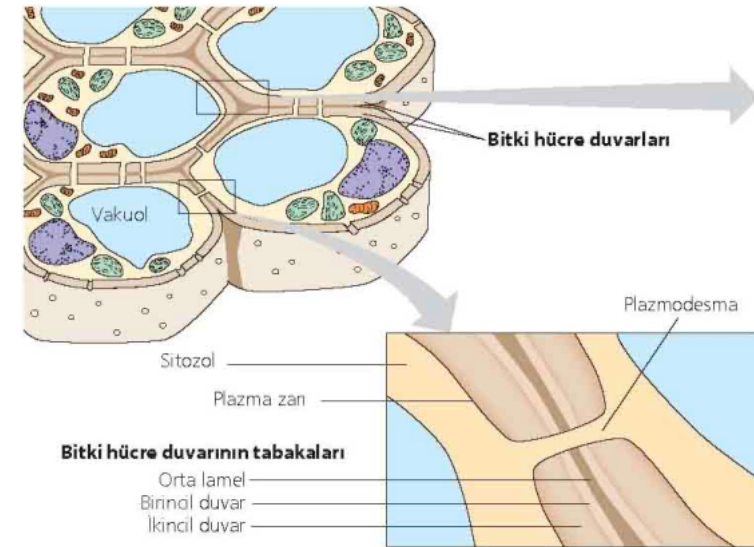 Bitki hücre duvarları
Vakuol
Plazmodesma
Sitozol
Plazma zarı
Bitki hücre duvarının tabakaları
Orta lamel
Birincil duvar
İkincil duvar